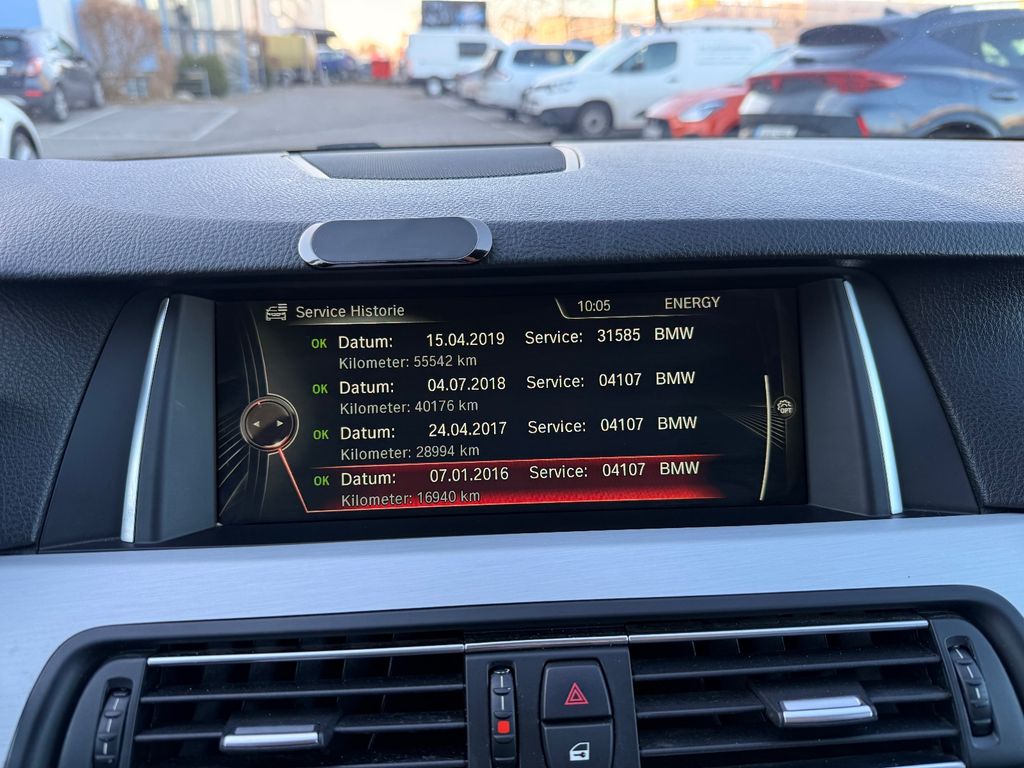 Service Historie 10:05 ENERGY
OK Datum: 15.04.2019 Service: 31585 BMW
Kilometer: 55542 km
OK Datum: 04.07.2018 Service: 04107 BMW
Kilometer: 40176 km
OPT
OK Datum: 24.04.2017 Service: 04107 BMW
Kilometer: 28994 km
OK Datum: 07.01.2016 Service: 04107 BMW
Kilometer: 16940 km